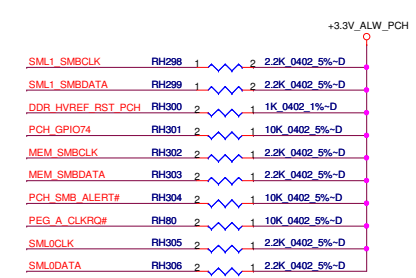 +3.3V_ALW_PCH
SML1_SMBCLK RH298 1 2 2.2K_0402_5%~D
SML1_SMBDATA RH299 1 2 2.2K_0402_5%~D
DDR_HVREF_RST_PCH RH300 2 1 1K_0402_1%~D
PCH_GPIO74 RH301 2 1 10K_0402_5%~D
MEM_SMBCLK RH302 2 1 2.2K_0402_5%~D
MEM_SMBDATA RH303 2 1 2.2K_0402_5%~D
PCH_SMB_ALERT# RH304 2 1 10K_0402_5%~D
PEG_A_CLKRQ# RH80 2 1 10K_0402_5%~D
SML0CLK RH305 2 1 2.2K_0402_5%~D
SML0DATA RH306 2 1 2.2K_0402_5%~D